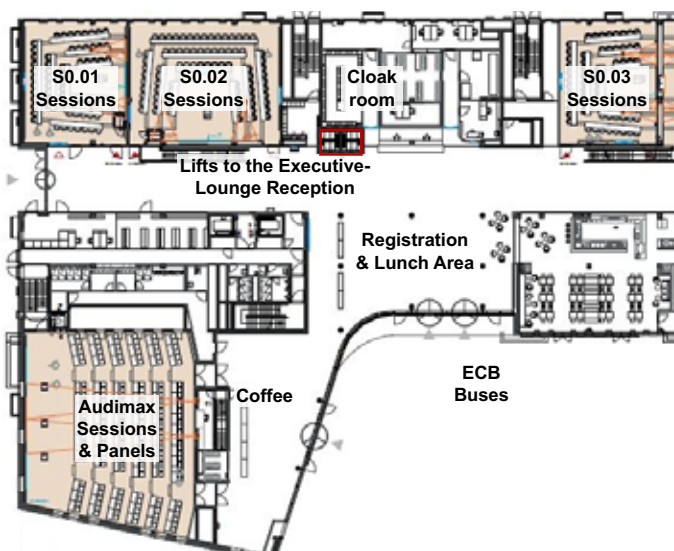 S0.01
Sessions
S0.02
Sessions
Cloak
room
S0.03
Sessions
Lifts to the Executive-
Lounge Reception
Registration
& Lunch Area
ECB
Buses
Coffee
Audimax
Sessions
& Panels